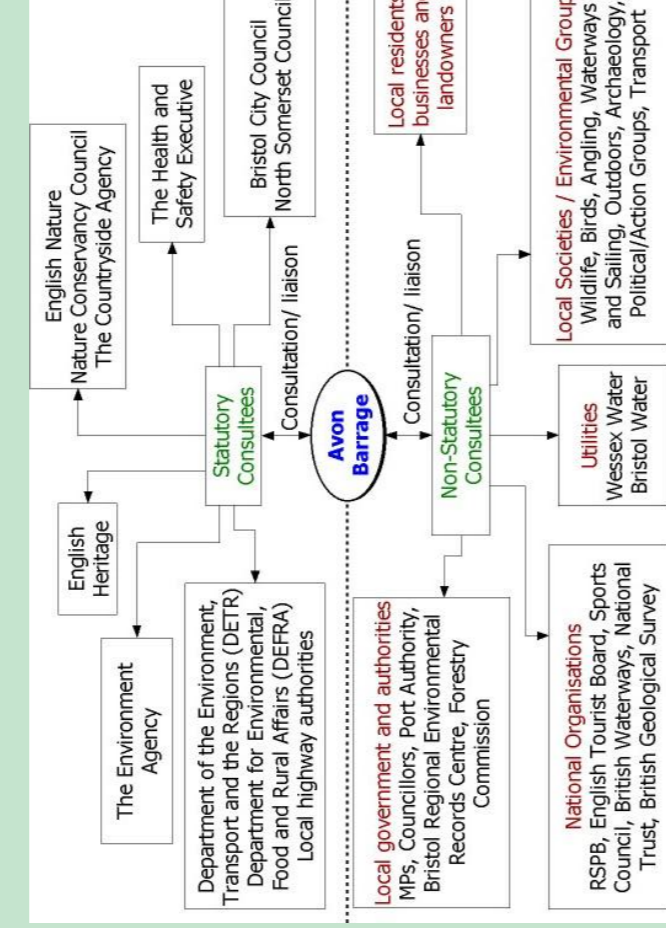 English Nature
Nature Conservancy Council
The Countryside Agency
English
Heritage
The Environment
Agency
The Health and
Safety Executive
Department of the Environment,
Transport and the Regions (DETR)
Department for Environmental,
Food and Rural Affairs (DEFRA)
Local highway authorities
Statutory
Consultees
Bristol City Council
North Somerset Council
Consultation/ liaison
Avon
Barrage
Consultation/ liaison
Local government and authorities
MPs, Councillors, Port Authority,
Bristol Regional Environmental
Records Centre, Forestry
Commission
Non-Statutory
Consultees
Local residents
businesses an
landowners
National Organisations
RSPB, English Tourist Board, Sports
Council, British Waterways, National
Trust, British Geological Survey
Utilities
Wessex Water
Bristol Water
Local Societies / Environmental Group
Wildlife, Birds, Angling, Waterways
and Sailing, Outdoors, Archaeology,
Political/Action Groups, Transport